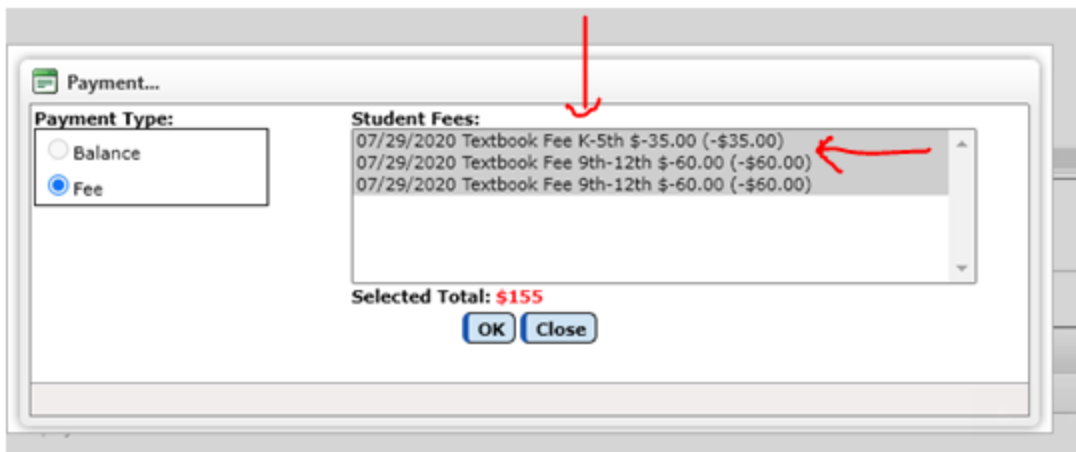 Payment...
Payment Type:
Balance
Fee
Student Fees:
07/29/2020 Textbook Fee K-5th $-35.00 (-$35.00)
07/29/2020 Textbook Fee 9th-12th $-60.00 (-$60.00)
07/29/2020 Textbook Fee 9th-12th $-60.00 (-$60.00)
Selected Total: $155
OK
Close